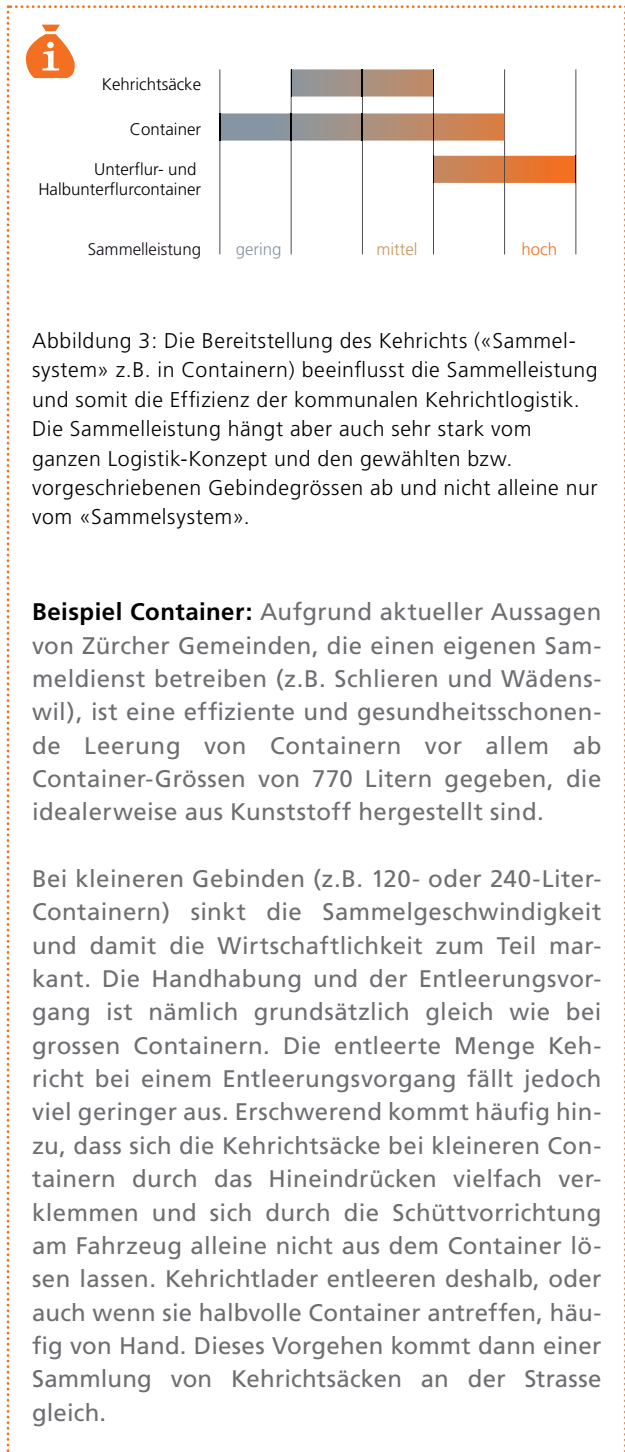 i
Kehrichtsäcke
Container
Unterflur- und
Halbunterflurcontainer
Sammelleistung gering mittel hoch
Abbildung 3: Die Bereitstellung des Kehrichts («Sammel-
system» z.B. in Containern) beeinflusst die Sammelleistung
und somit die Effizienz der kommunalen Kehrichtlogistik.
Die Sammelleistung hängt aber auch sehr stark vom
ganzen Logistik-Konzept und den gewählten bzw.
vorgeschriebenen Gebindegrössen ab und nicht alleine nur
vom «Sammelsystem».
Beispiel Container: Aufgrund aktueller Aussagen
von Zürcher Gemeinden, die einen eigenen Sam-
meldienst betreiben (z.B. Schlieren und Wädens-
wil), ist eine effiziente und gesundheitsschonen-
de Leerung von Containern vor allem ab
Container-Grössen von 770 Litern gegeben, die
idealerweise aus Kunststoff hergestellt sind.
Bei kleineren Gebinden (z.B. 120- oder 240-Liter-
Containern) sinkt die Sammelgeschwindigkeit
und damit die Wirtschaftlichkeit zum Teil mar-
kant. Die Handhabung und der Entleerungsvor-
gang ist nämlich grundsätzlich gleich wie bei
grossen Containern. Die entleerte Menge Keh-
richt bei einem Entleerungsvorgang fällt jedoch
viel geringer aus. Erschwerend kommt häufig hin-
zu, dass sich die Kehrichtsäcke bei kleineren Con-
tainern durch das Hineindrücken vielfach ver-
klemmen und sich durch die Schüttvorrichtung
am Fahrzeug alleine nicht aus dem Container lö-
sen lassen. Kehrichtlader entleeren deshalb, oder
auch wenn sie halbvolle Container antreffen, häu-
fig von Hand. Dieses Vorgehen kommt dann einer
Sammlung von Kehrichtsäcken an der Strasse
gleich.